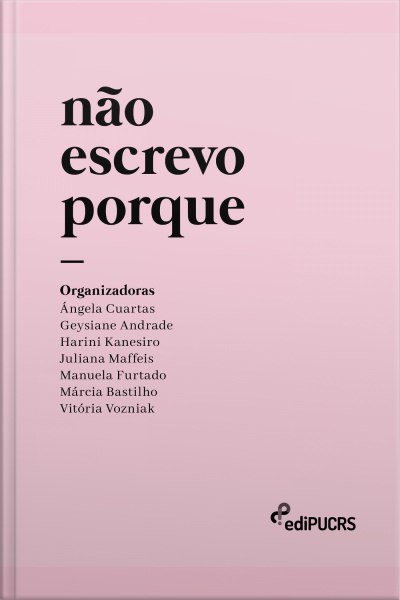 não
escrevo
porque
Organizadoras
Ángela Cuartas
Geysiane Andrade
Harini Kanesiro
Juliana Maffeis
Manuela Furtado
Márcia Bastilho
Vitória Vozniak
ediPUCRS